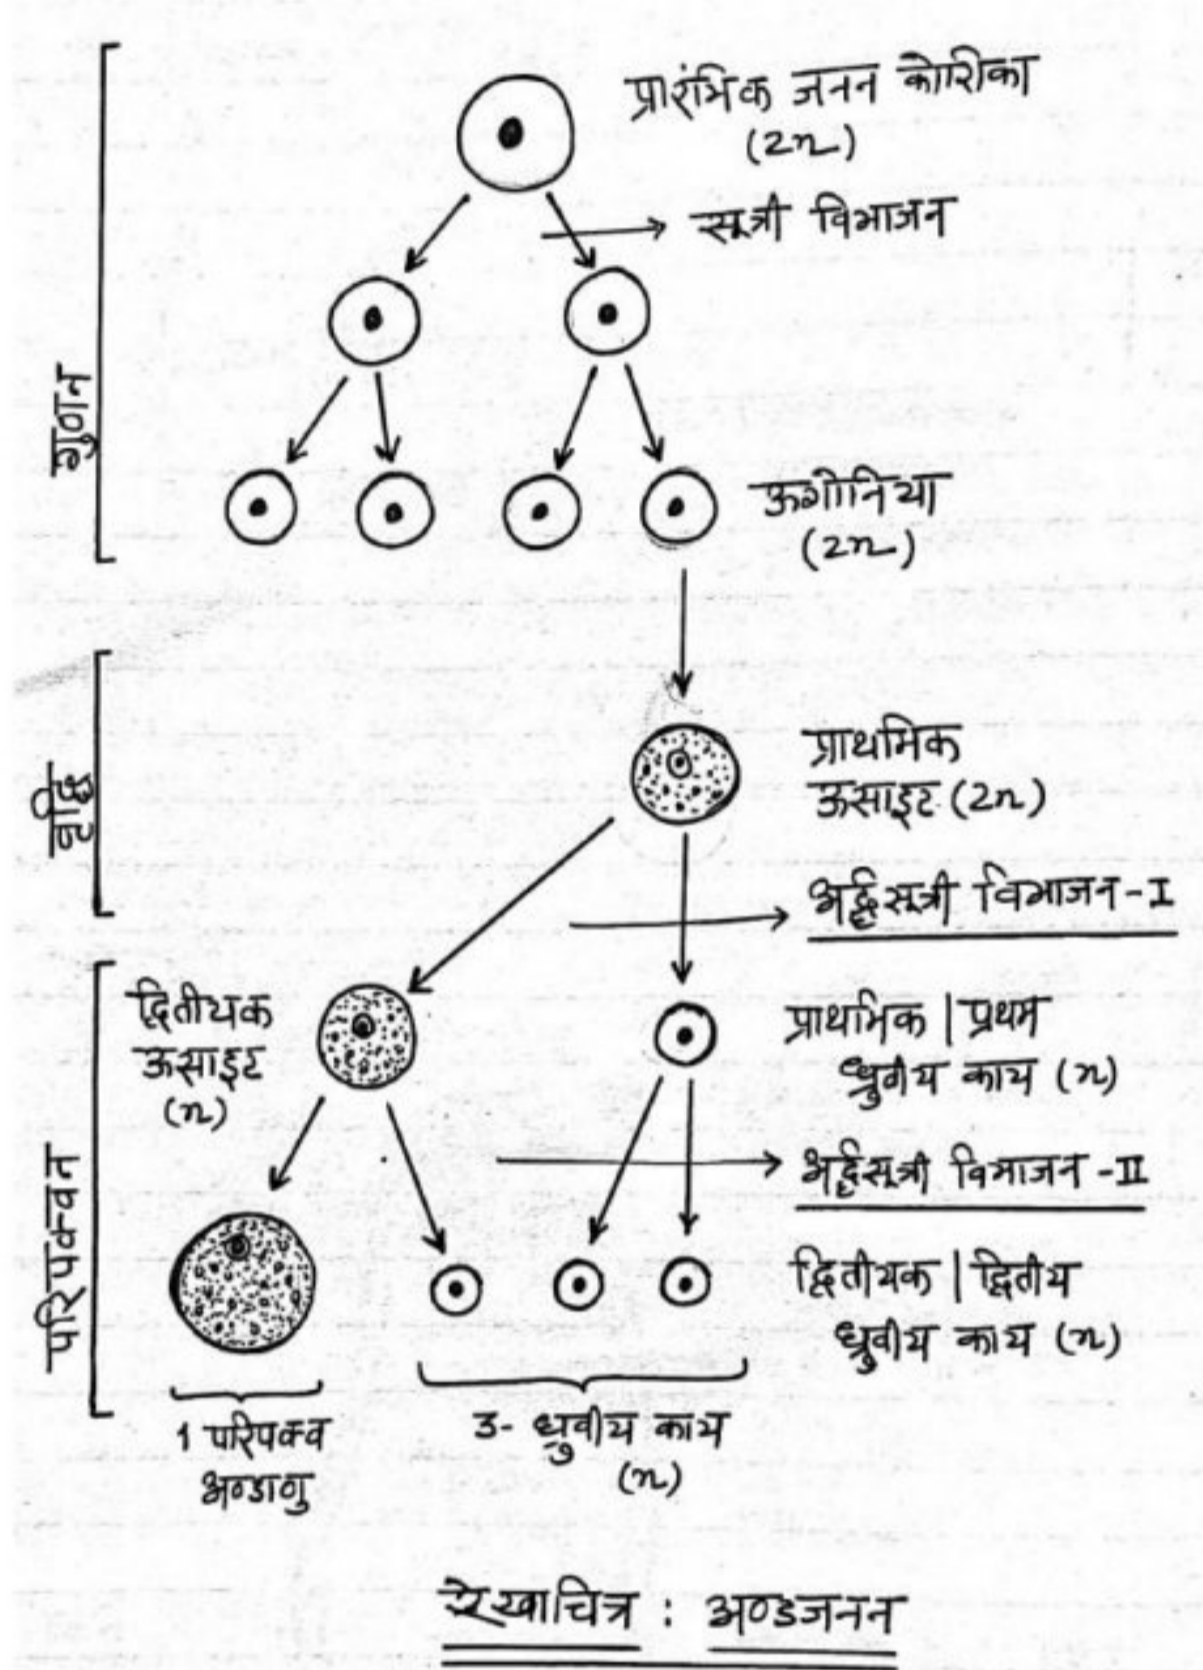 प्रारंभिक जनन कोशिका
(2n)
सूत्री विभाजन
गुणन
ऊगोनिया
(2n)
वृद्धि
प्राथमिक
ऊसाइट (2n)
अर्द्धसूत्री विभाजन - I
द्वितीयक
ऊसाइट
(n)
प्राथमिक | प्रथम
ध्रुवीय काय (n)
परिपक्वन
अर्द्धसूत्री विभाजन - II
द्वितीयक | द्वितीय
ध्रुवीय काय (n)
1 परिपक्व
अण्डाणु
3- ध्रुवीय काय
(n)
रेखाचित्र : अण्डजनन